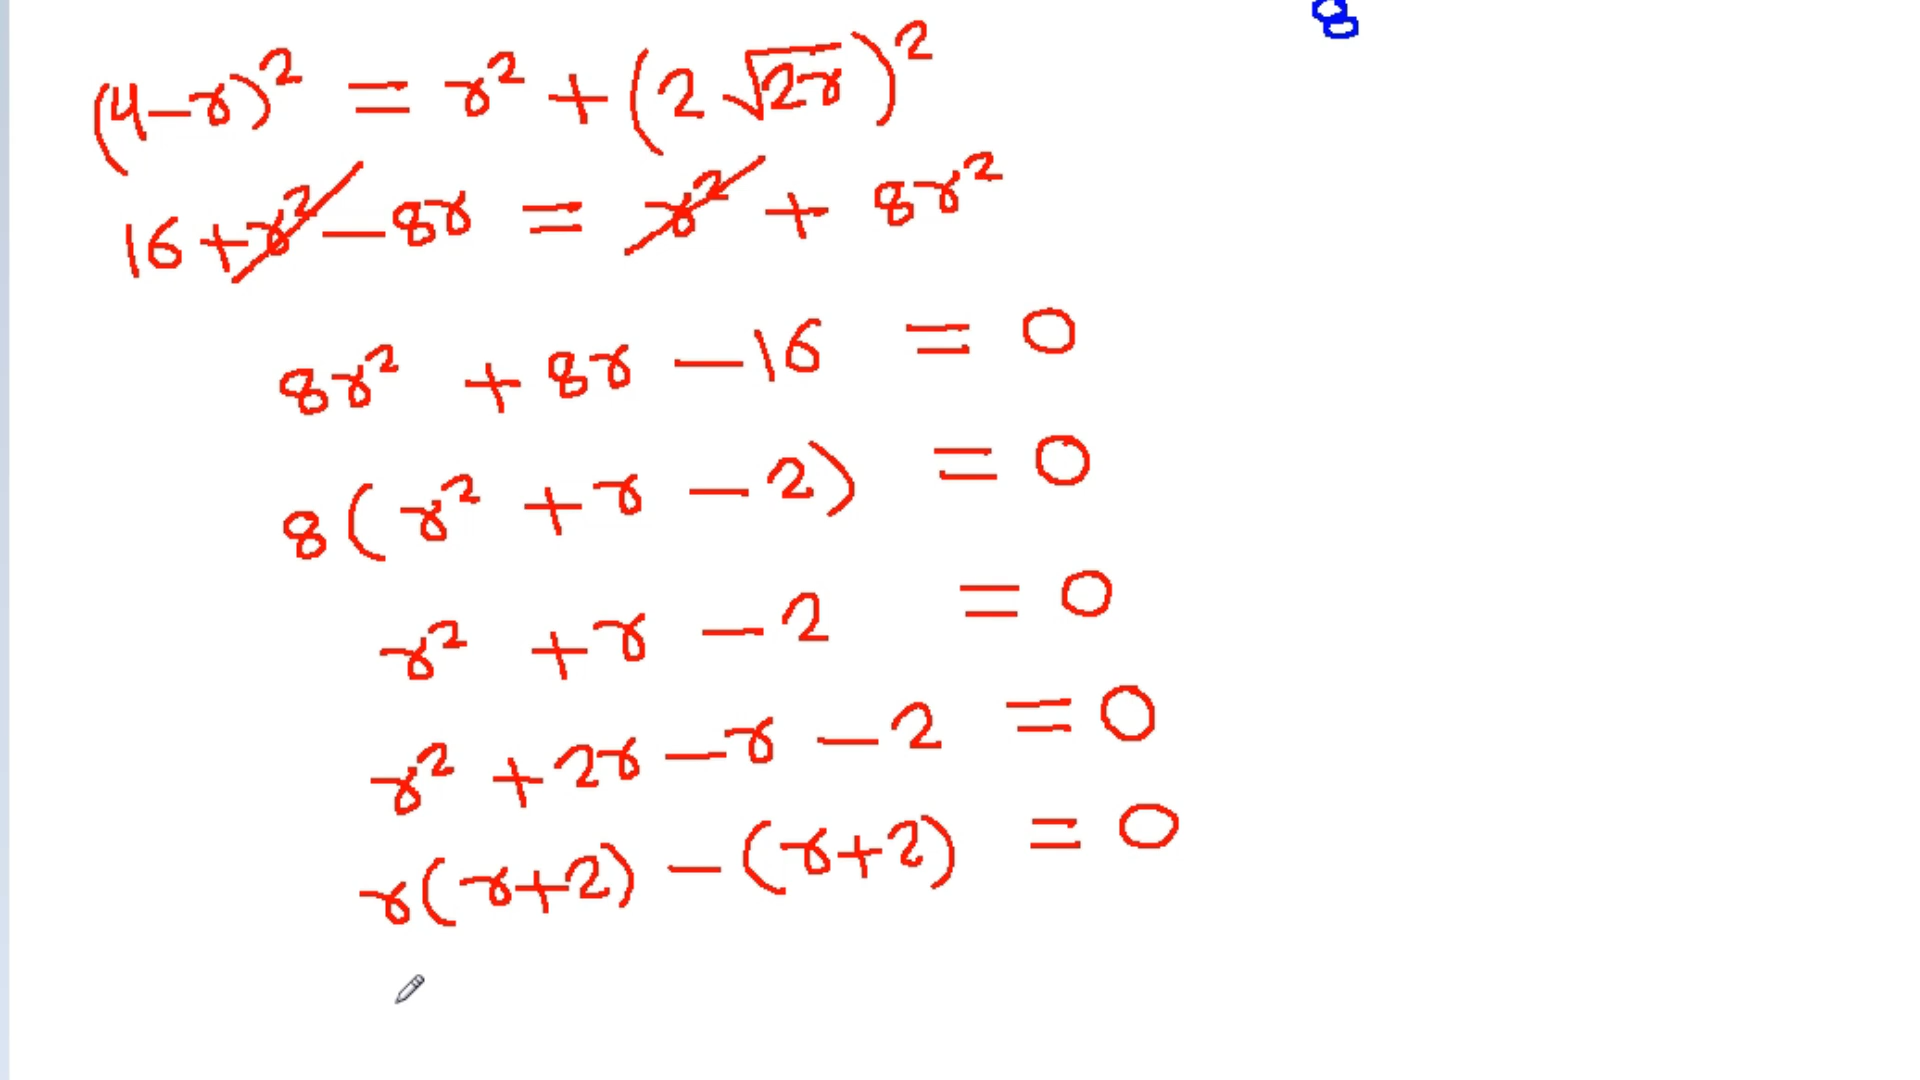 (4-r)² = r² + (2√2r)²
16 + r² - 8r = r² + 8r²
8r² + 8r - 16 = 0
8(r² + r - 2) = 0
r² + r - 2 = 0
r² + 2r - r - 2 = 0
r(r+2) - (r+2) = 0